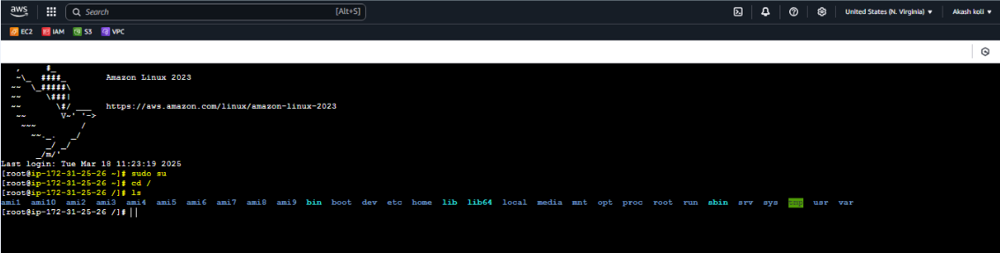 aws Search [Alt+S] United States (N. Virginia) Akash koli
EC2 IAM S3 VPC
, #_
~\_ ####_ Amazon Linux 2023
~~ \_#####\
~~ \###|
~~ \#/ ___ https://aws.amazon.com/linux/amazon-linux-2023
~~ V~' '->
~~~ /
~~._. _/
_/ _/
_/m/'
Last login: Tue Mar 18 11:23:19 2025
[root@ip-172-31-25-26 ~]# sudo su
[root@ip-172-31-25-26 ~]# cd /
[root@ip-172-31-25-26 /]# ls
ami1 ami10 ami2 ami3 ami4 ami5 ami6 ami7 ami8 ami9 bin boot dev etc home lib lib64 local media mnt opt proc root run sbin srv sys tmp usr var
[root@ip-172-31-25-26 /]#